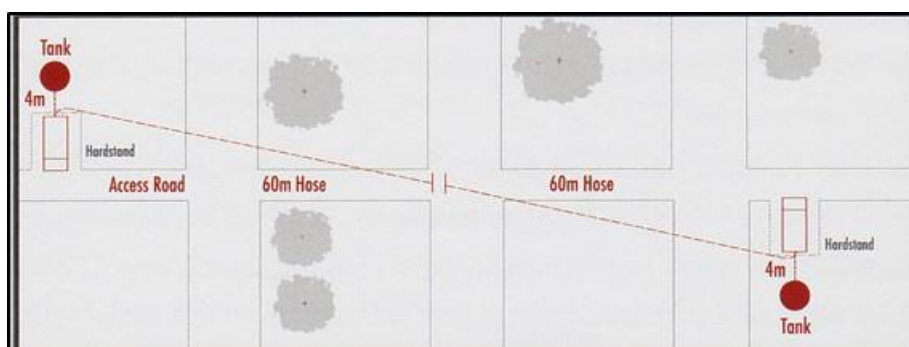 Tank
4m
Hardstand
Access Road
60m Hose
60m Hose
Hardstand
4m
Tank